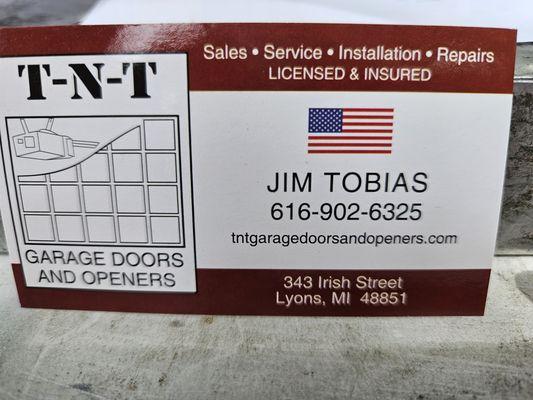 T-N-T
GARAGE DOORS
AND OPENERS
Sales • Service • Installation • Repairs
LICENSED & INSURED
JIM TOBIAS
616-902-6325
tntgaragedoorsandopeners.com
343 Irish Street
Lyons, MI 48851